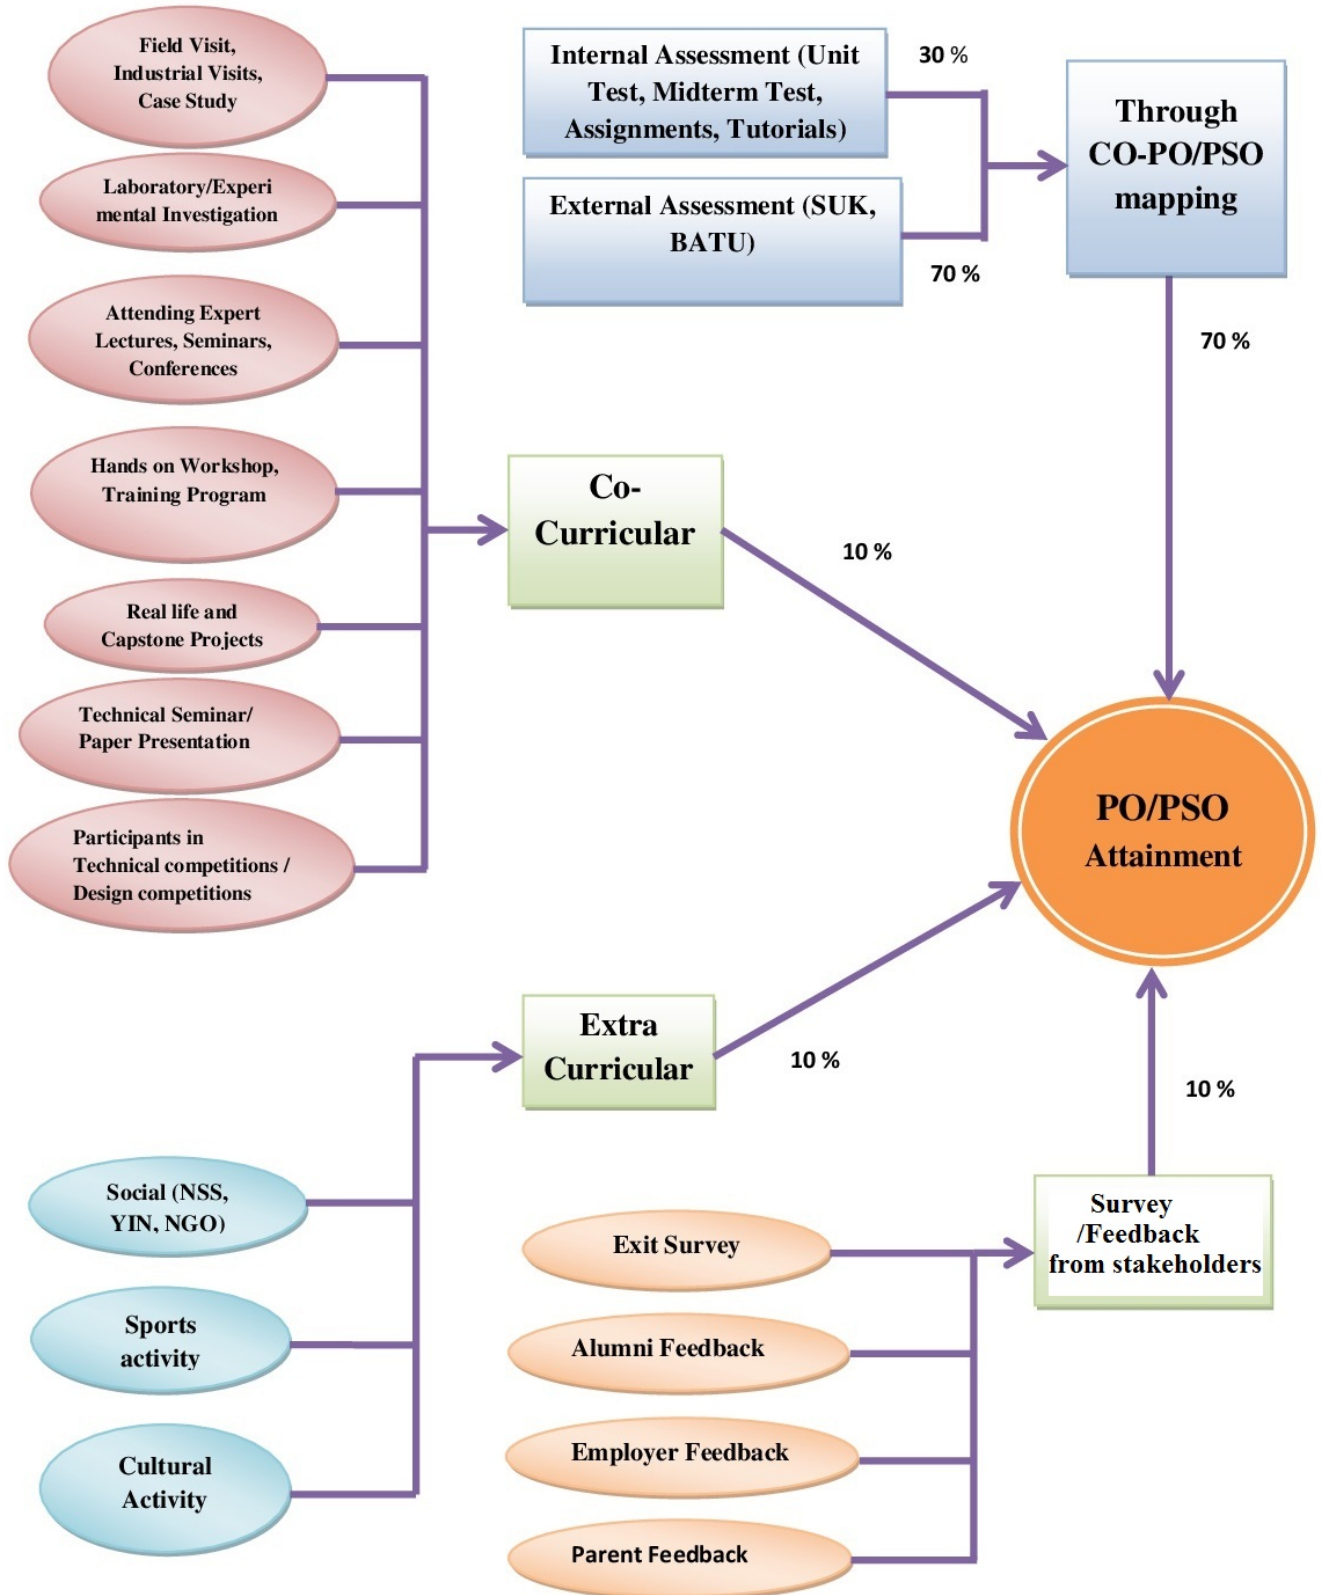 Field Visit,
Industrial Visits,
Case Study
Laboratory/Experi
mental Investigation
Attending Expert
Lectures, Seminars,
Conferences
Hands on Workshop,
Training Program
Real life and
Capstone Projects
Technical Seminar/
Paper Presentation
Participants in
Technical competitions /
Design competitions
Internal Assessment (Unit
Test, Midterm Test,
Assignments, Tutorials)
30 %
External Assessment (SUK,
BATU)
70 %
Through
CO-PO/PSO
mapping
70 %
Co-
Curricular
10 %
PO/PSO
Attainment
Extra
Curricular
10 %
10 %
Social (NSS,
YIN, NGO)
Sports
activity
Cultural
Activity
Exit Survey
Alumni Feedback
Employer Feedback
Parent Feedback
Survey
/Feedback
from stakeholders